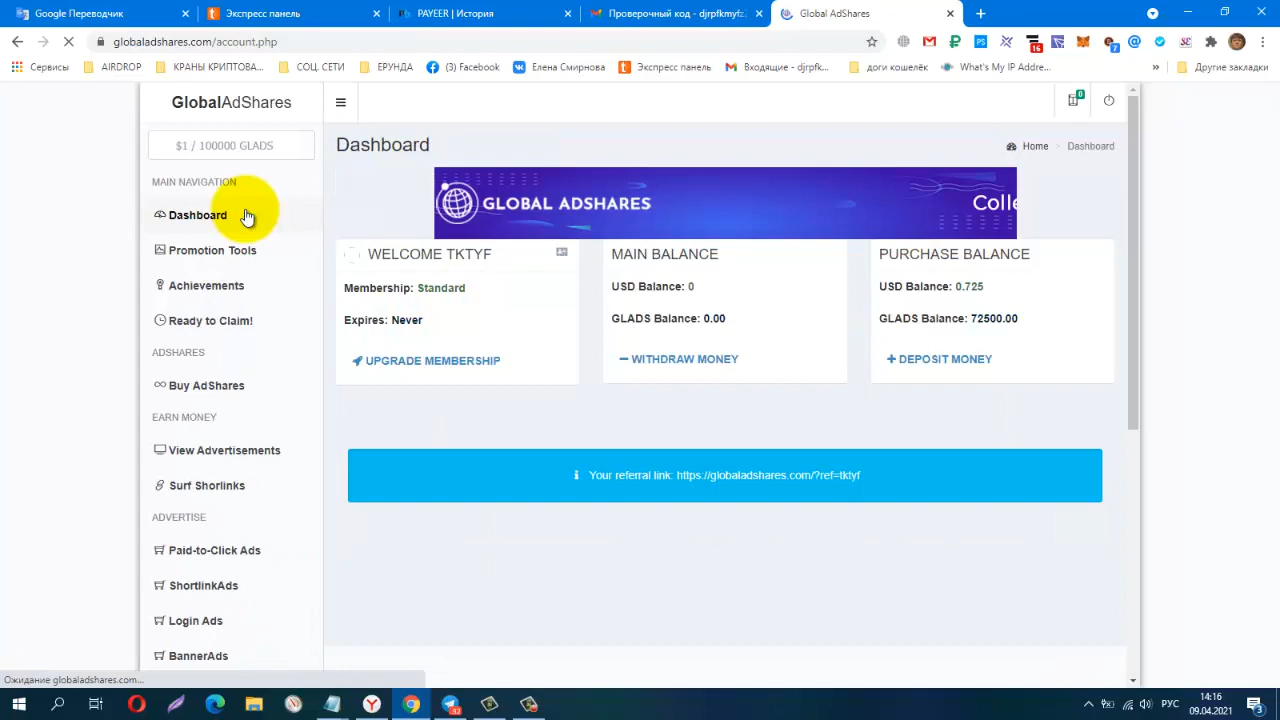 Google Переводчик
Экспресс панель
PAYEER | История
Проверочный код - djrpfkmyfz
Global AdShares
globaladshares.com/account.php
16
7
Сервисы
AIRDROP
КРАНЫ КРИПТОВА...
СОЦ. СЕТИ
ЕРУНДА
(3) Facebook
Елена Смирнова
Экспресс панель
Входящие - djrpfk...
доги кошелёк
What's My IP Addre...
»
Другие закладки
GlobalAdShares
0
$1 / 100000 GLADS
Dashboard
Home > Dashboard
MAIN NAVIGATION
Dashboard
Promotion Tools
Achievements
Ready to Claim!
ADSHARES
Buy AdShares
EARN MONEY
View Advertisements
Surf Shorlinks
ADVERTISE
Paid-to-Click Ads
ShortlinkAds
Login Ads
BannerAds
GLOBAL ADSHARES
Colle
WELCOME TKTYF
Membership: Standard
Expires: Never
UPGRADE MEMBERSHIP
MAIN BALANCE
USD Balance: 0
GLADS Balance: 0.00
WITHDRAW MONEY
PURCHASE BALANCE
USD Balance: 0.725
GLADS Balance: 72500.00
DEPOSIT MONEY
Your referral link: https://globaladshares.com/?ref=tktyf
Ожидание globaladshares.com...
РУС
14:16
09.04.2021
3